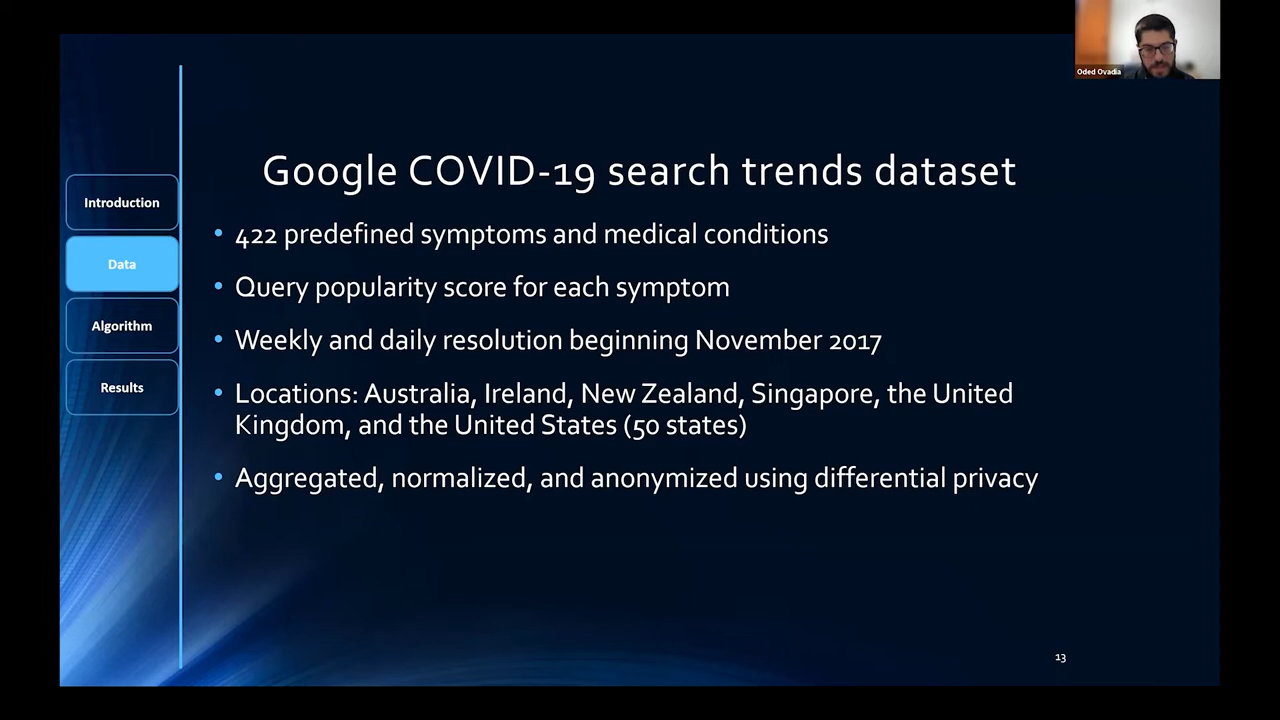 Oded Ovadia
Google COVID-19 search trends dataset
Introduction
Data
Algorithm
Results
• 422 predefined symptoms and medical conditions
• Query popularity score for each symptom
• Weekly and daily resolution beginning November 2017
• Locations: Australia, Ireland, New Zealand, Singapore, the United
Kingdom, and the United States (50 states)
• Aggregated, normalized, and anonymized using differential privacy
13